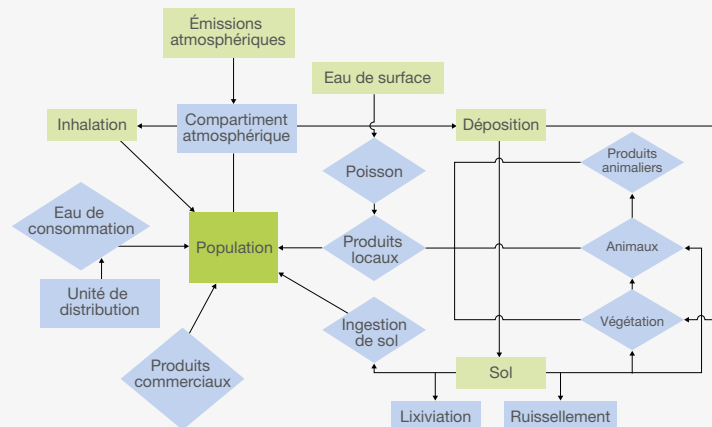 Émissions
atmosphériques
Eau de surface
Inhalation
Compartiment
atmosphérique
Déposition
Produits
animaliers
Poisson
Eau de
consommation
Population
Produits
locaux
Animaux
Unité de
distribution
Ingestion
de sol
Végétation
Produits
commerciaux
Sol
Lixiviation
Ruissellement